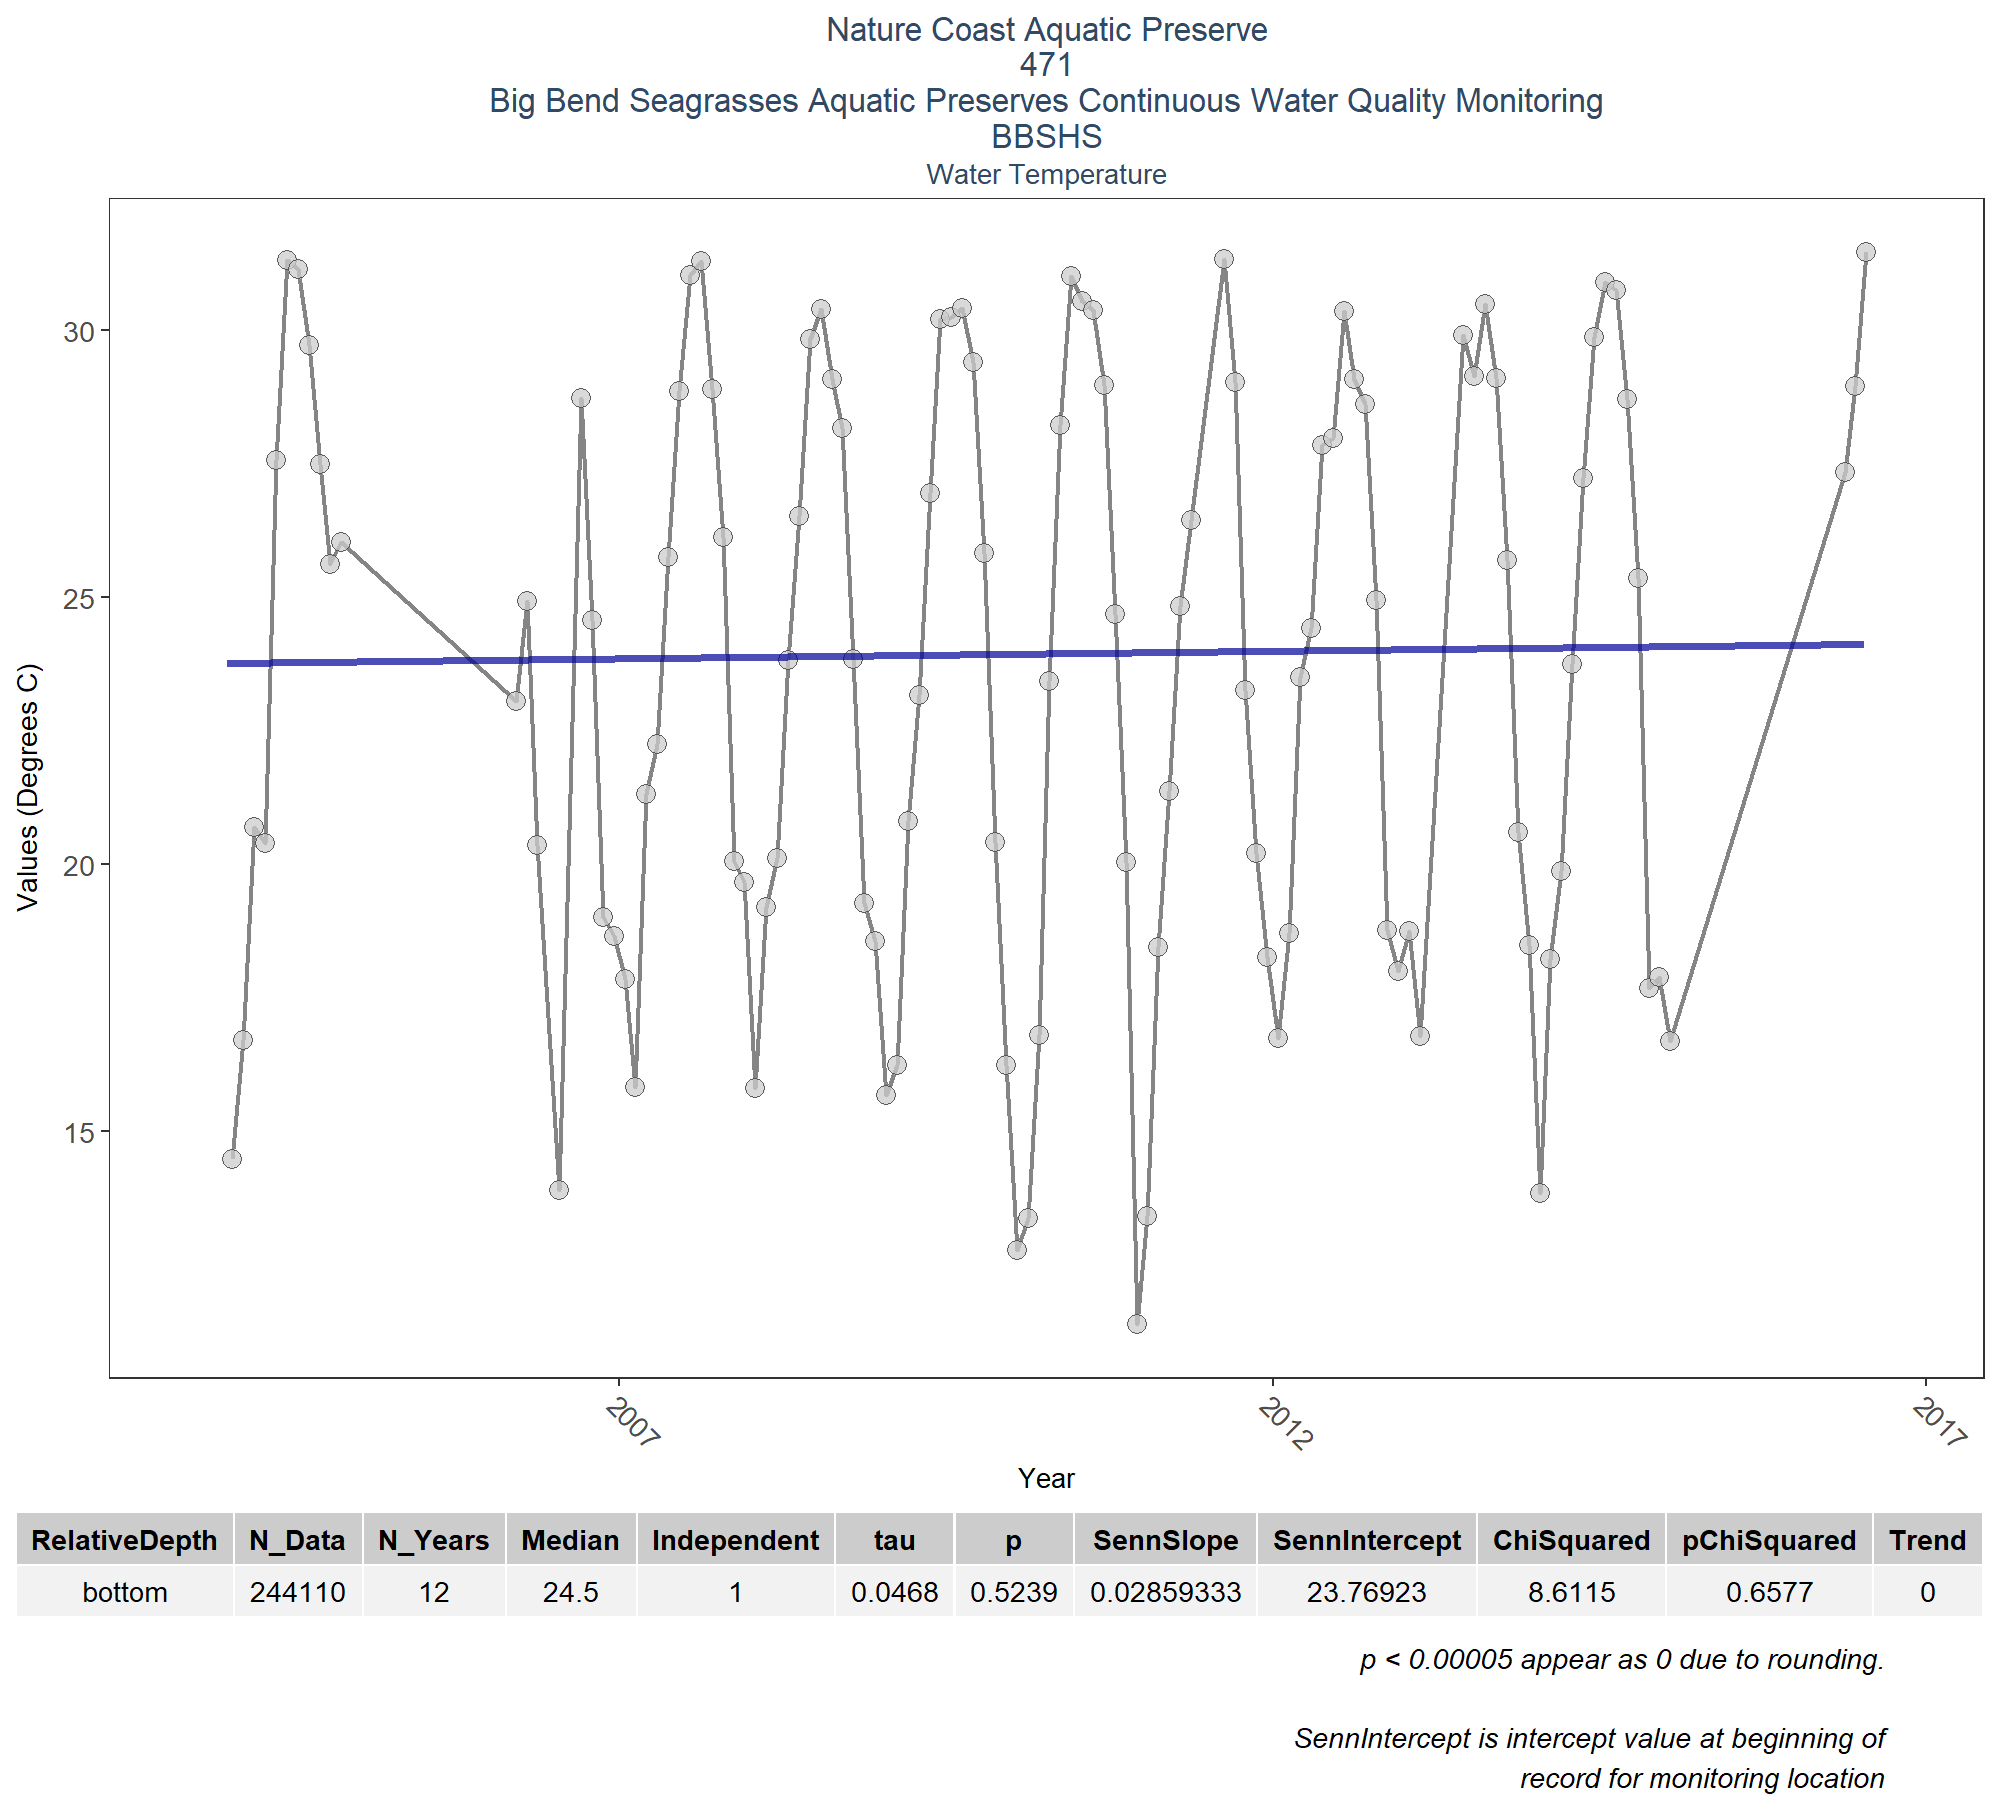 Nature Coast Aquatic Preserve
471
Big Bend Seagrasses Aquatic Preserves Continuous Water Quality Monitoring
BBSHS
Water Temperature
Values (Degrees C)
30
25
20
15
2007
2012
2017
Year
RelativeDepth N_Data N_Years Median Independent tau p SennSlope SennIntercept ChiSquared pChiSquared Trend
bottom 244110 12 24.5 1 0.0468 0.5239 0.02859333 23.76923 8.6115 0.6577 0
p < 0.00005 appear as 0 due to rounding.
SennIntercept is intercept value at beginning of
record for monitoring location